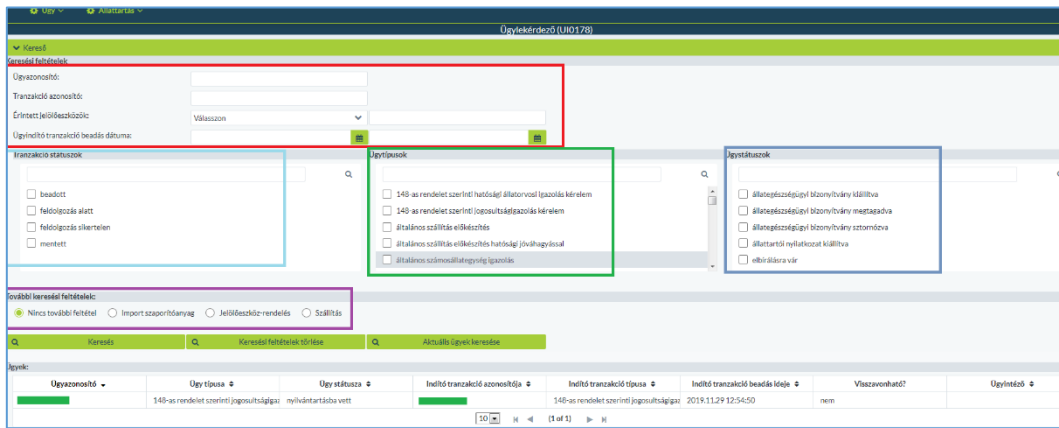 Ügy Állattartás
Ügylekérdező (UI0178)
Kereső
Keresési feltételek
Ügyazonosító:
Tranzakció azonosító:
Érintett jelölőeszközök: Válasszon
Ügyindító tranzakció beadás dátuma:
Tranzakció státuszok Ügytípusok Ügystátuszok
beadott 148-as rendelet szerinti hatósági állatorvosi igazolás kérelem állategészségügyi bizonyítvány kiállítva
feldolgozás alatt 148-as rendelet szerinti jogosultságigazolás kérelem állategészségügyi bizonyítvány megtagadva
feldolgozás sikertelen általános szállítás előkészítés állategészségügyi bizonyítvány sztornózva
mentett általános szállítás előkészítés hatósági jóváhagyással állattartói nyilatkozat kiállítva
általános számosállategység igazolás elbírálásra vár
További keresési feltételek:
Nincs további feltétel Import szaporítóanyag Jelölőeszköz-rendelés Szállítás
Keresés Keresési feltételek törlése Aktuális ügyek keresése
Ügyek:
Ügyazonosító Ügy típusa Ügy státusza Indító tranzakció azonosítója Indító tranzakció típusa Indító tranzakció beadás ideje Visszavonható? Ügyintéző
148-as rendelet szerinti jogosultságigaz nyilvántartásba vett 148-as rendelet szerinti jogosultságigaz 2019.11.29 12:54:50 nem
10 (1 of 1)